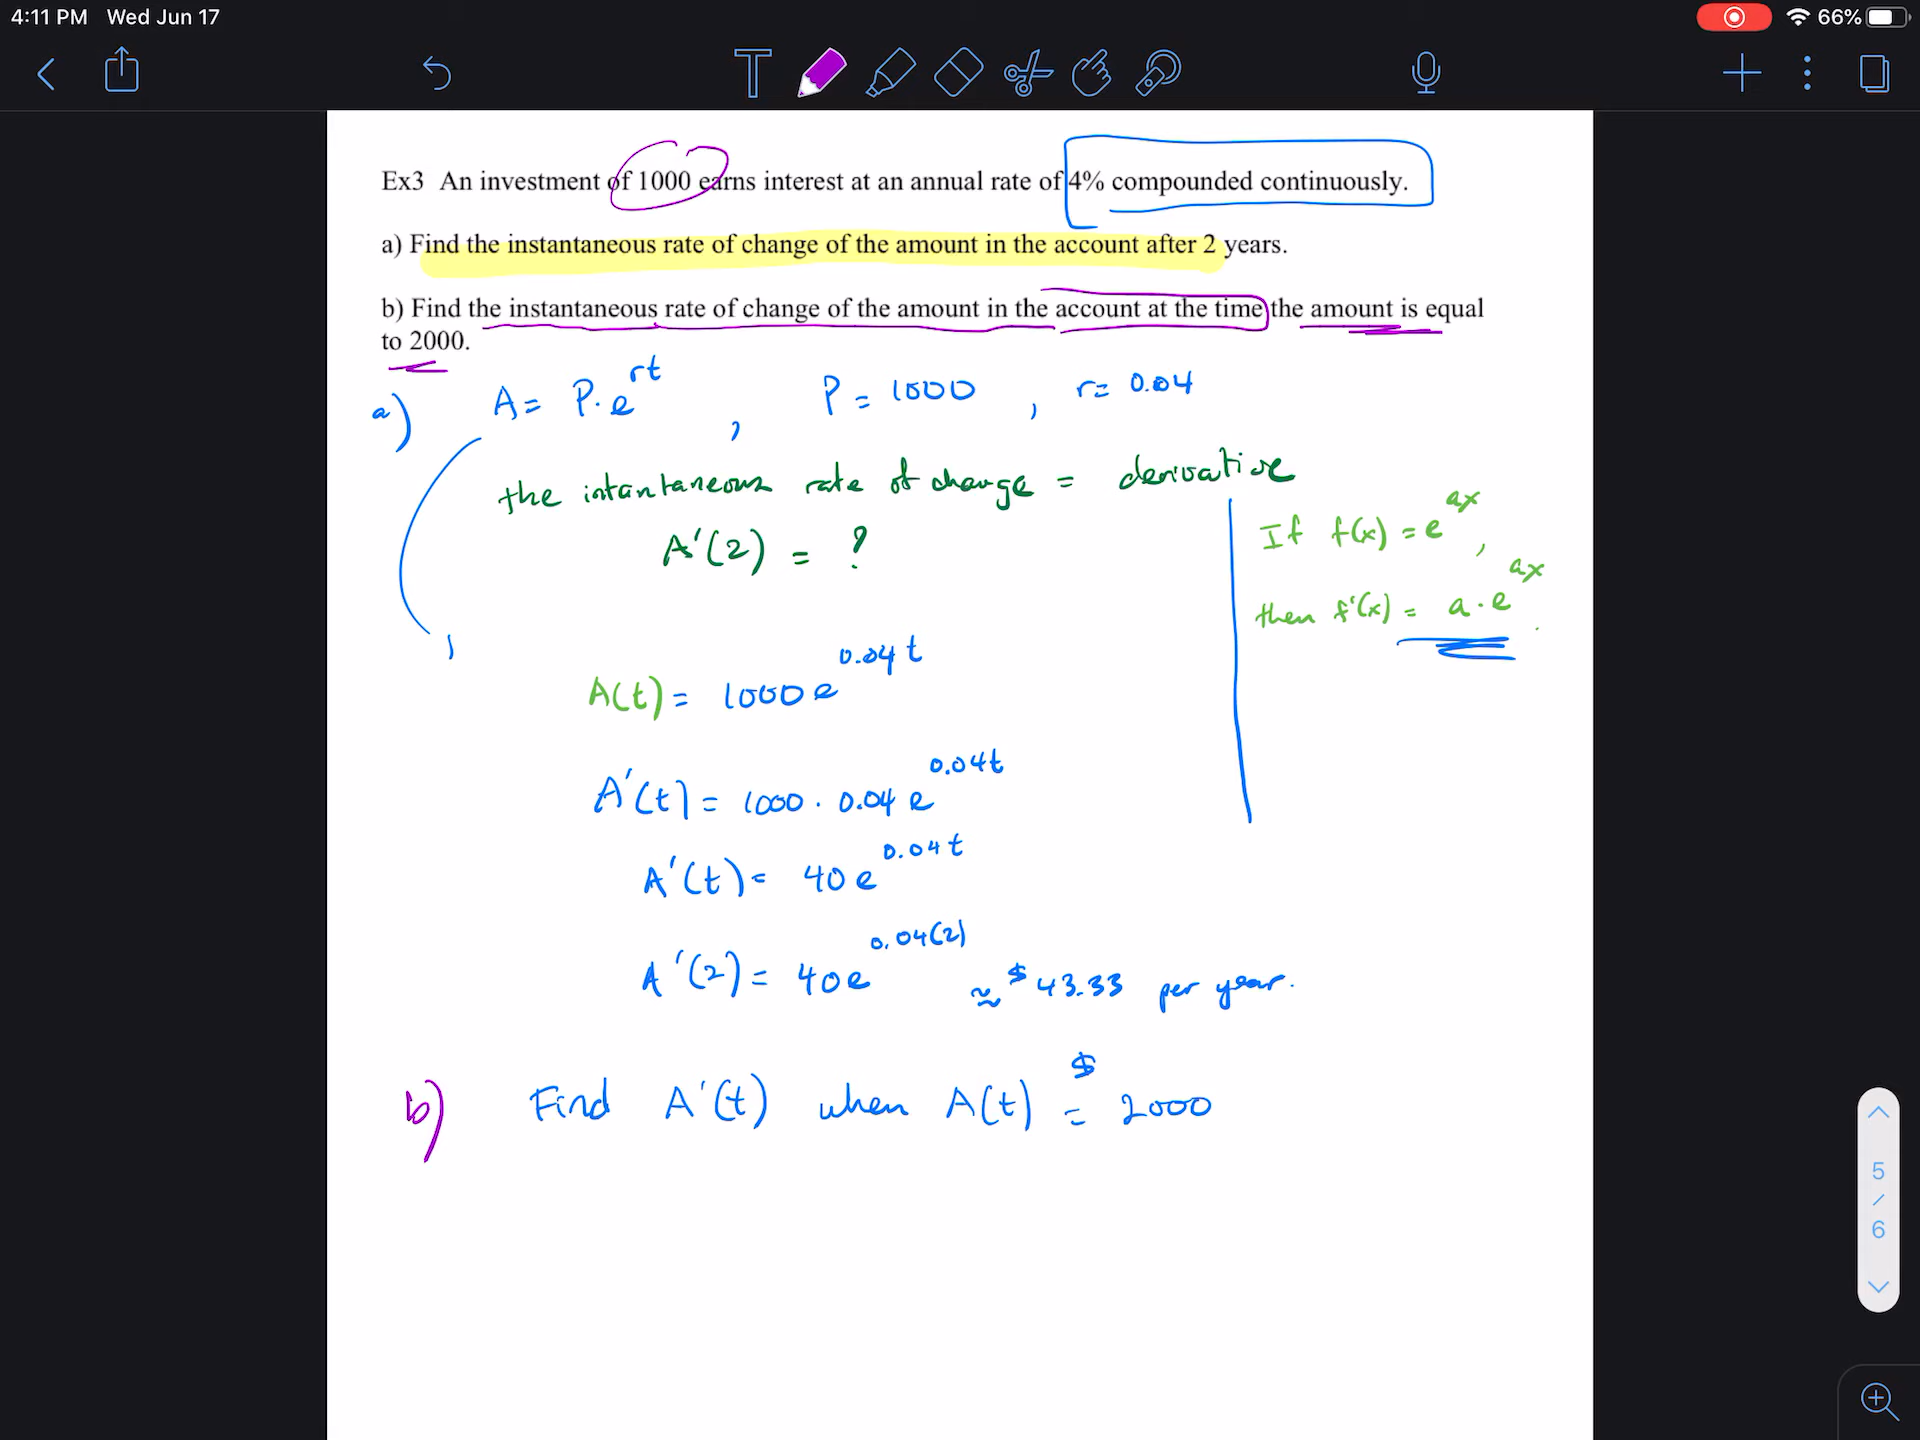 4:11 PM Wed Jun 17
66%
T
Ex3 An investment of 1000 earns interest at an annual rate of 4% compounded continuously.
a) Find the instantaneous rate of change of the amount in the account after 2 years.
b) Find the instantaneous rate of change of the amount in the account at the time the amount is equal
to 2000.
a) A = P·e^rt , P = 1000 , r = 0.04
the intantaneous rate of change = derivative
A'(2) = ?
If f(x) = e^ax ,
then f'(x) = a·e^ax .
A(t) = 1000 e^0.04t
A'(t) = 1000 · 0.04 e^0.04t
A'(t) = 40 e^0.04t
A'(2) = 40e^0.04(2) ≈ $43.33 per year.
b) Find A'(t) when A(t) = $2000
5
/
6